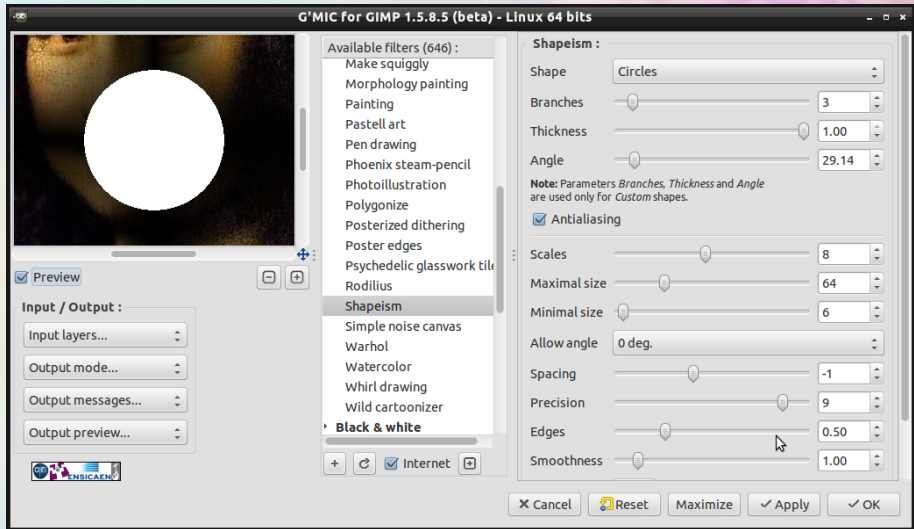 G'MIC for GIMP 1.5.8.5 (beta) - Linux 64 bits
Preview
Input / Output :
Input layers...
Output mode...
Output messages...
Output preview...
ENSICAEN
Available filters (646) :
Make squiggly
Morphology painting
Painting
Pastell art
Pen drawing
Phoenix steam-pencil
Photoillustration
Polygonize
Posterized dithering
Poster edges
Psychedelic glasswork tile
Rodilius
Shapeism
Simple noise canvas
Warhol
Watercolor
Whirl drawing
Wild cartoonizer
Black & white
Internet
Shapeism :
Shape Circles
Branches 3
Thickness 1.00
Angle 29.14
Note: Parameters Branches, Thickness and Angle
are used only for Custom shapes.
Antialiasing
Scales 8
Maximal size 64
Minimal size 6
Allow angle 0 deg.
Spacing -1
Precision 9
Edges 0.50
Smoothness 1.00
Cancel Reset Maximize Apply OK